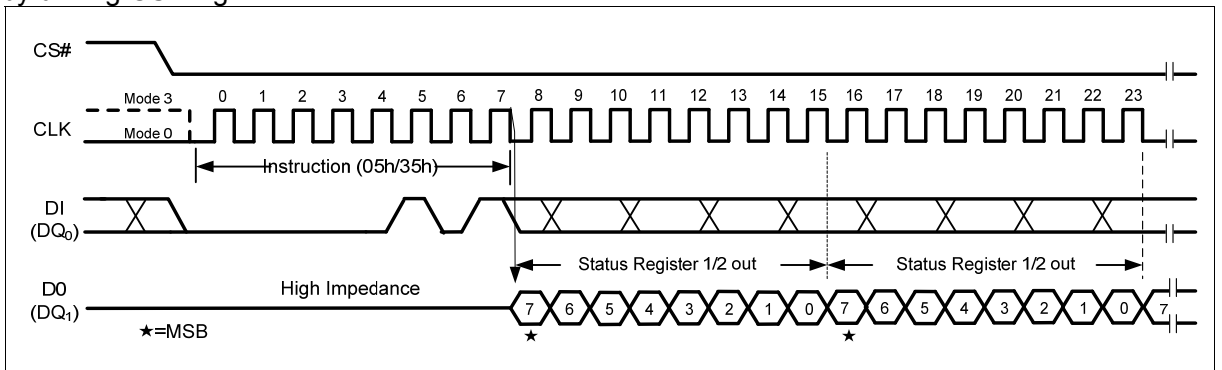 CS#
Mode 3
0 1 2 3 4 5 6 7 8 9 10 11 12 13 14 15 16 17 18 19 20 21 22 23
CLK
Mode 0
Instruction (05h/35h)
DI
(DQ0)
Status Register 1/2 out Status Register 1/2 out
D0
(DQ1)
High Impedance
7 6 5 4 3 2 1 0 7 6 5 4 3 2 1 0 7
★=MSB ★ ★